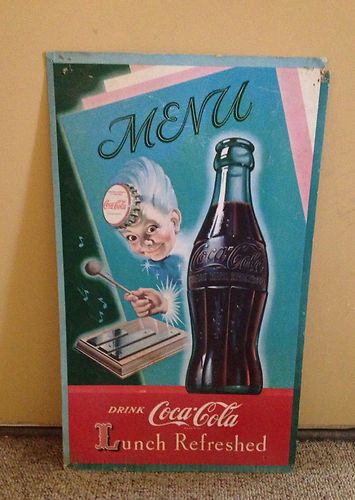 MENU
Coca-Cola
Coca-Cola
DRINK Coca-Cola
Lunch Refreshed